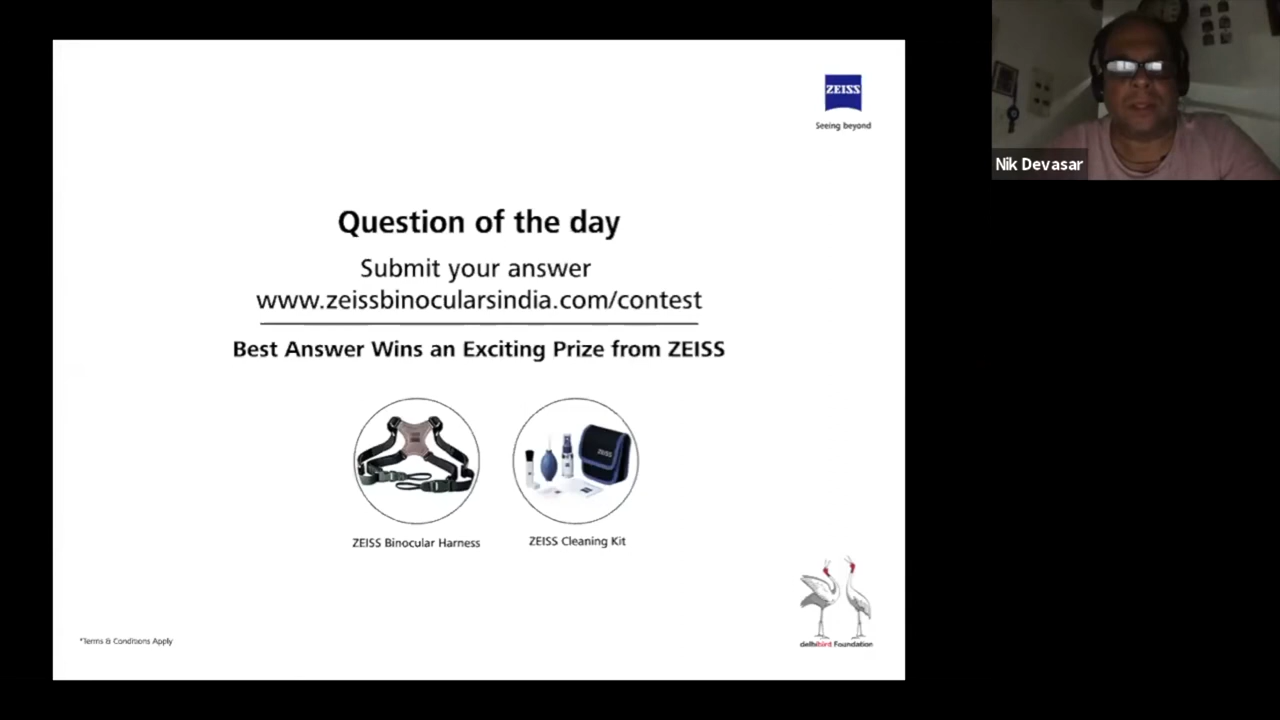 ZEISS
Seeing beyond
Nik Devasar
Question of the day
Submit your answer
www.zeissbinocularsindia.com/contest
Best Answer Wins an Exciting Prize from ZEISS
ZEISS
ZEISS Binocular Harness
ZEISS Cleaning Kit
*Terms & Conditions Apply
delhibird Foundation